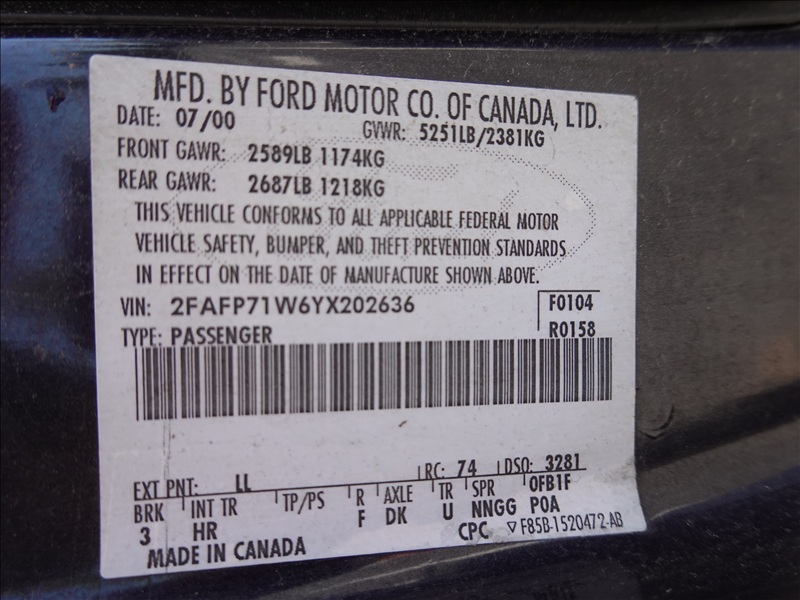 MFD. BY FORD MOTOR CO. OF CANADA, LTD.
DATE: 07/00 GVWR: 5251LB/2381KG
FRONT GAWR: 2589LB 1174KG
REAR GAWR: 2687LB 1218KG
THIS VEHICLE CONFORMS TO ALL APPLICABLE FEDERAL MOTOR
VEHICLE SAFETY, BUMPER, AND THEFT PREVENTION STANDARDS
IN EFFECT ON THE DATE OF MANUFACTURE SHOWN ABOVE.
VIN: 2FAFP71W6YX202636 F0104
TYPE: PASSENGER R0158
EXT PNT: LL RC: 74 DSO: 3281
BRK INT TR TP/PS R AXLE TR SPR 0FB1F
3 HR F DK U NNGG POA
MADE IN CANADA CPC ▽ F85B-1520472-AB